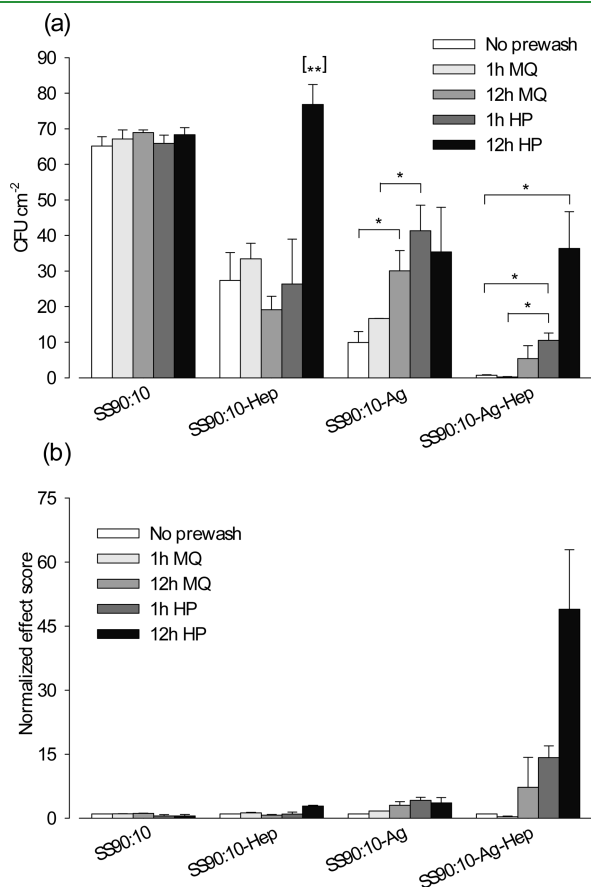 (a)
No prewash
1h MQ
12h MQ
1h HP
12h HP
[**]
*
*
*
*
*
CFU cm-2
90
80
70
60
50
40
30
20
10
0
SS90:10
SS90:10-Hep
SS90:10-Ag
SS90:10-Ag-Hep
(b)
No prewash
1h MQ
12h MQ
1h HP
12h HP
Normalized effect score
75
60
45
30
15
0
SS90:10
SS90:10-Hep
SS90:10-Ag
SS90:10-Ag-Hep